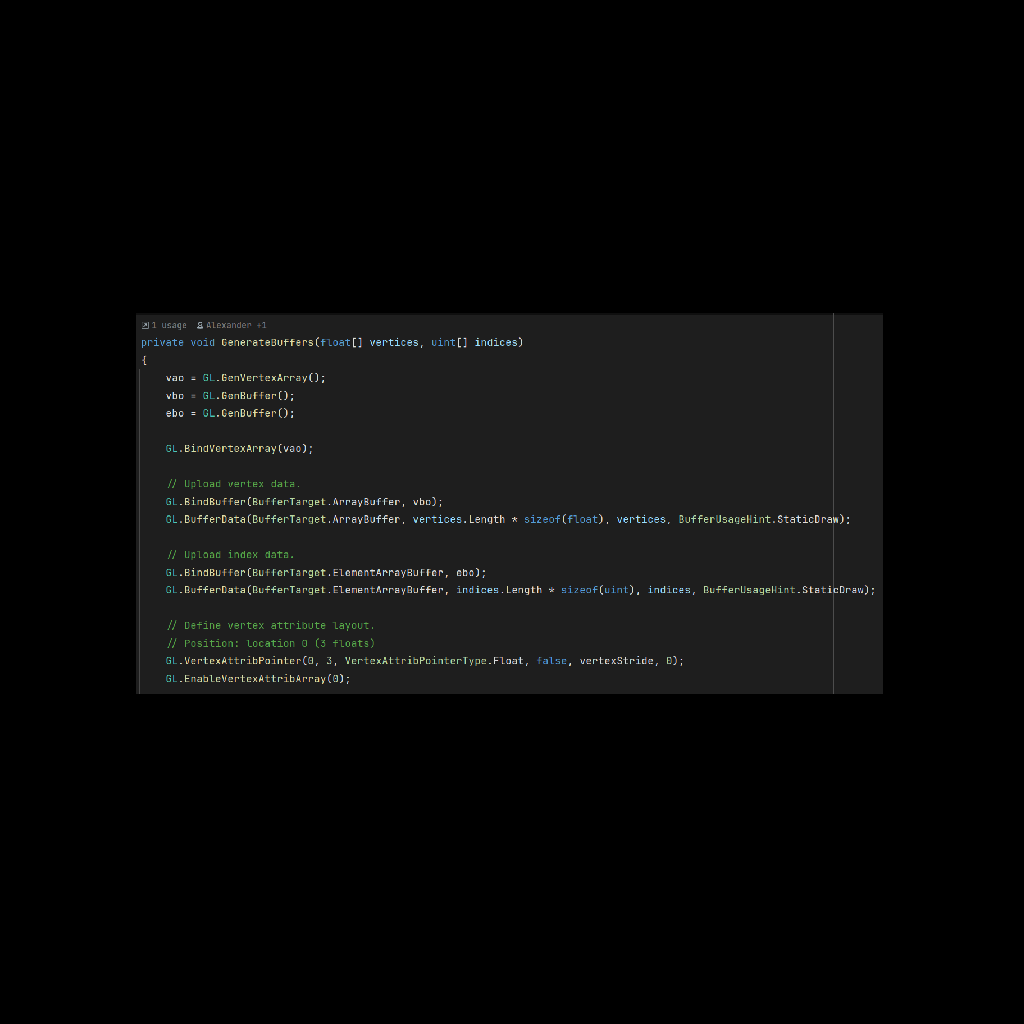 1 usage Alexander +1
private void GenerateBuffers(float[] vertices, uint[] indices)
{
vao = GL.GenVertexArray();
vbo = GL.GenBuffer();
ebo = GL.GenBuffer();
GL.BindVertexArray(vao);
// Upload vertex data.
GL.BindBuffer(BufferTarget.ArrayBuffer, vbo);
GL.BufferData(BufferTarget.ArrayBuffer, vertices.Length * sizeof(float), vertices, BufferUsageHint.StaticDraw);
// Upload index data.
GL.BindBuffer(BufferTarget.ElementArrayBuffer, ebo);
GL.BufferData(BufferTarget.ElementArrayBuffer, indices.Length * sizeof(uint), indices, BufferUsageHint.StaticDraw);
// Define vertex attribute layout.
// Position: location 0 (3 floats)
GL.VertexAttribPointer(0, 3, VertexAttribPointerType.Float, false, vertexStride, 0);
GL.EnableVertexAttribArray(0);